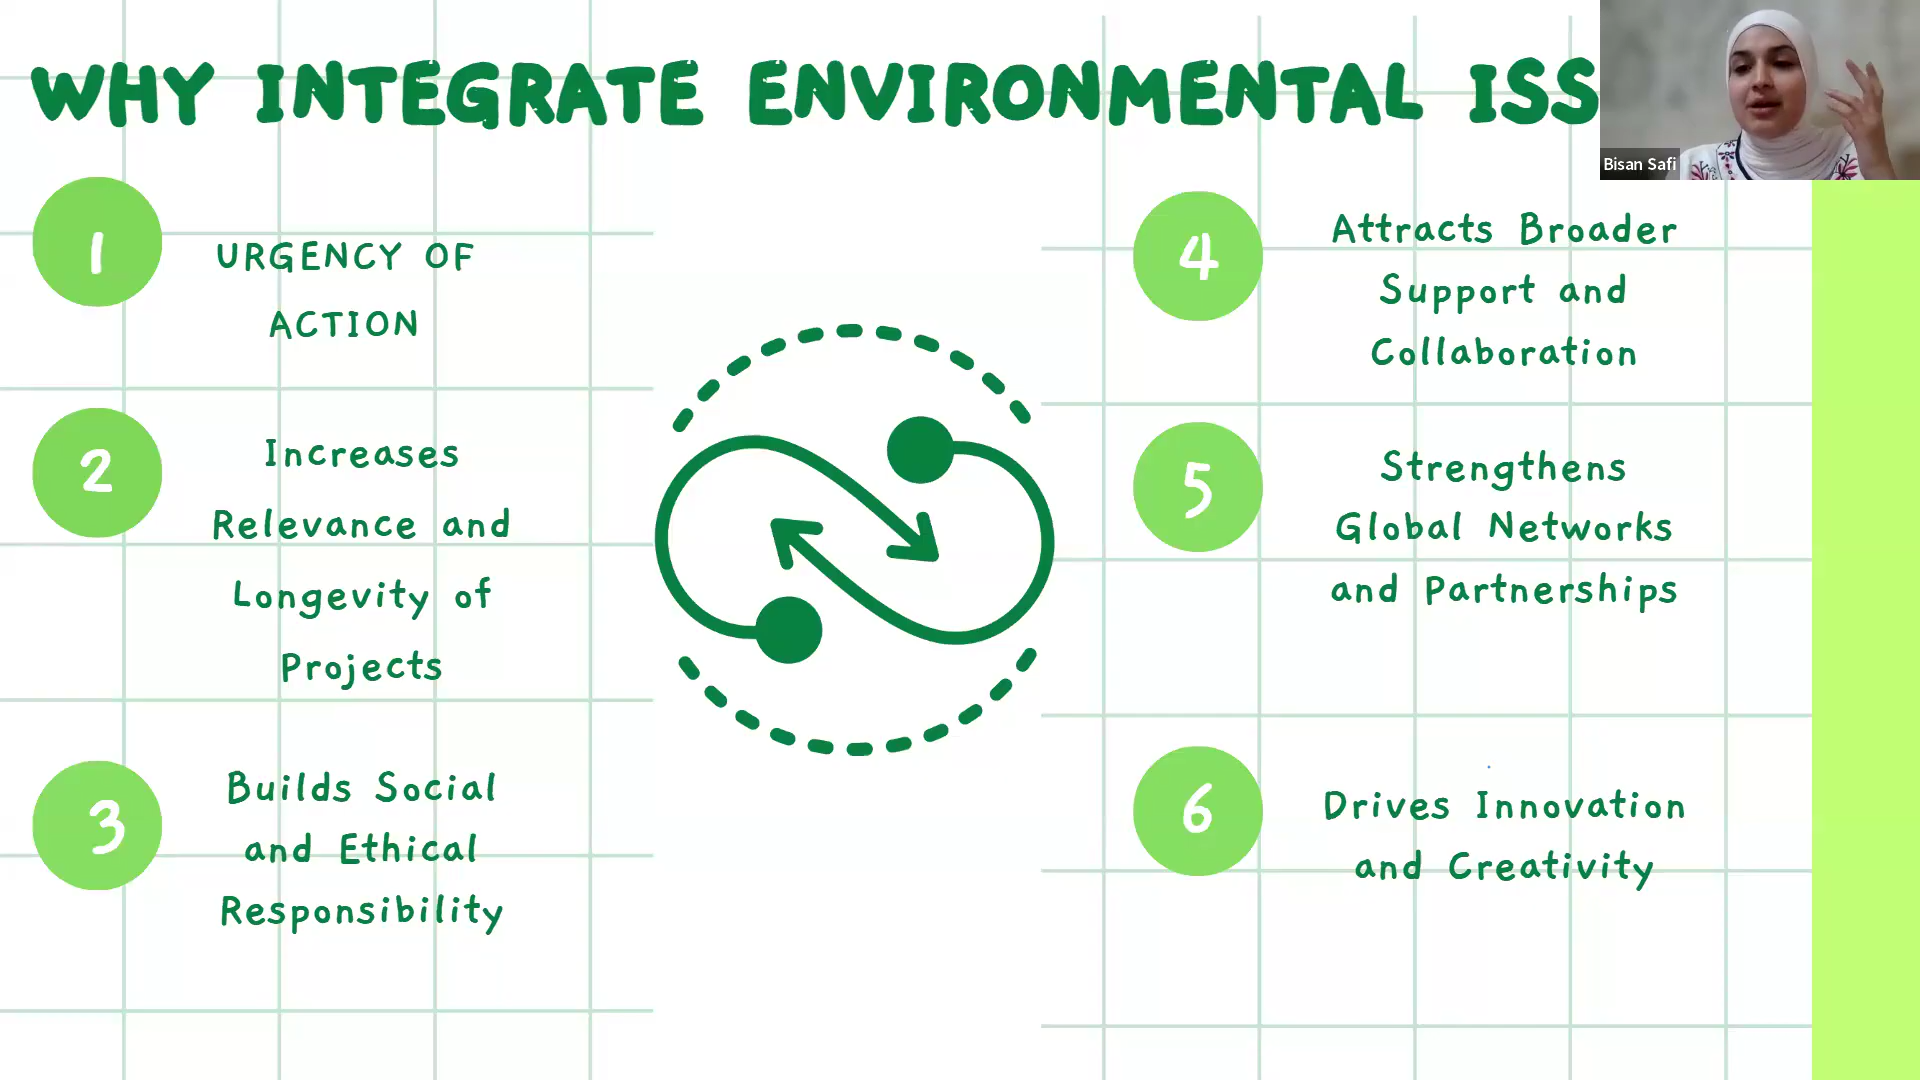 WHY INTEGRATE ENVIRONMENTAL ISS
Bisan Safi
1
URGENCY OF
ACTION
2
Increases
Relevance and
Longevity of
Projects
3
Builds Social
and Ethical
Responsibility
4
Attracts Broader
Support and
Collaboration
5
Strengthens
Global Networks
and Partnerships
6
Drives Innovation
and Creativity